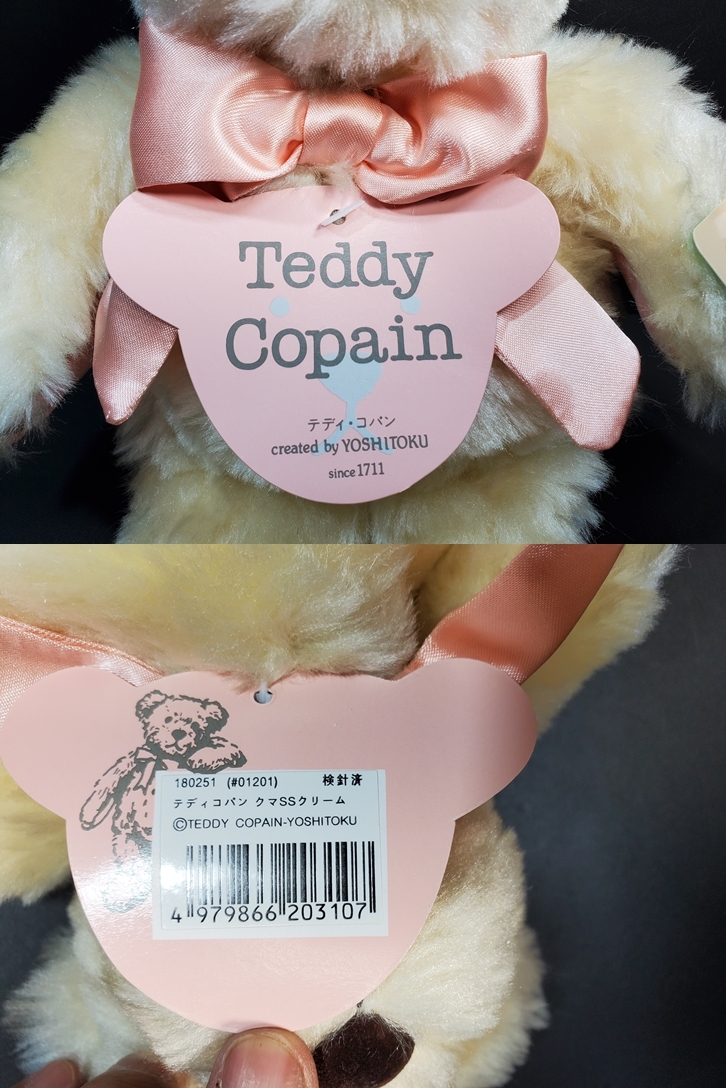 Teddy
Copain
テディ・コパン
created by YOSHITOKU
since 1711
180251 (#01201) 検針済
テディコパン クマSSクリーム
©TEDDY COPAIN-YOSHITOKU
4 979866 203107